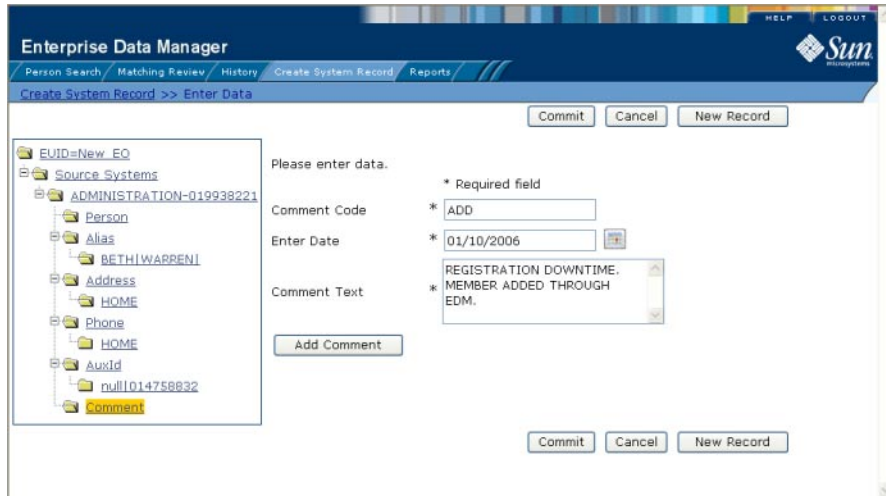 HELP LOGOUT
Enterprise Data Manager
Sun
microsystems
Person Search Matching Review History Create System Record Reports
Create System Record >> Enter Data
Commit Cancel New Record
EUID=New EO
Source Systems
ADMINISTRATION-019938221
Person
Alias
BETH|WARREN|
Address
HOME
Phone
HOME
AuxId
null|014758832
Comment
Please enter data.
* Required field
Comment Code * ADD
Enter Date * 01/10/2006
Comment Text *
REGISTRATION DOWNTIME.
MEMBER ADDED THROUGH
EDM.
Add Comment
Commit Cancel New Record